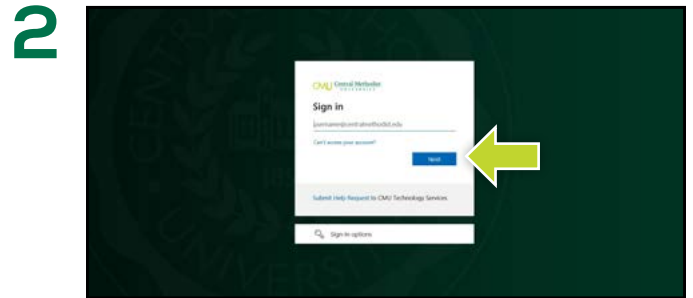 2
CMU Central Methodist
UNIVERSITY
Sign in
username@centralmethodist.edu
Can't access your account?
Next
Submit Help Request to CMU Technology Services
Sign-in options